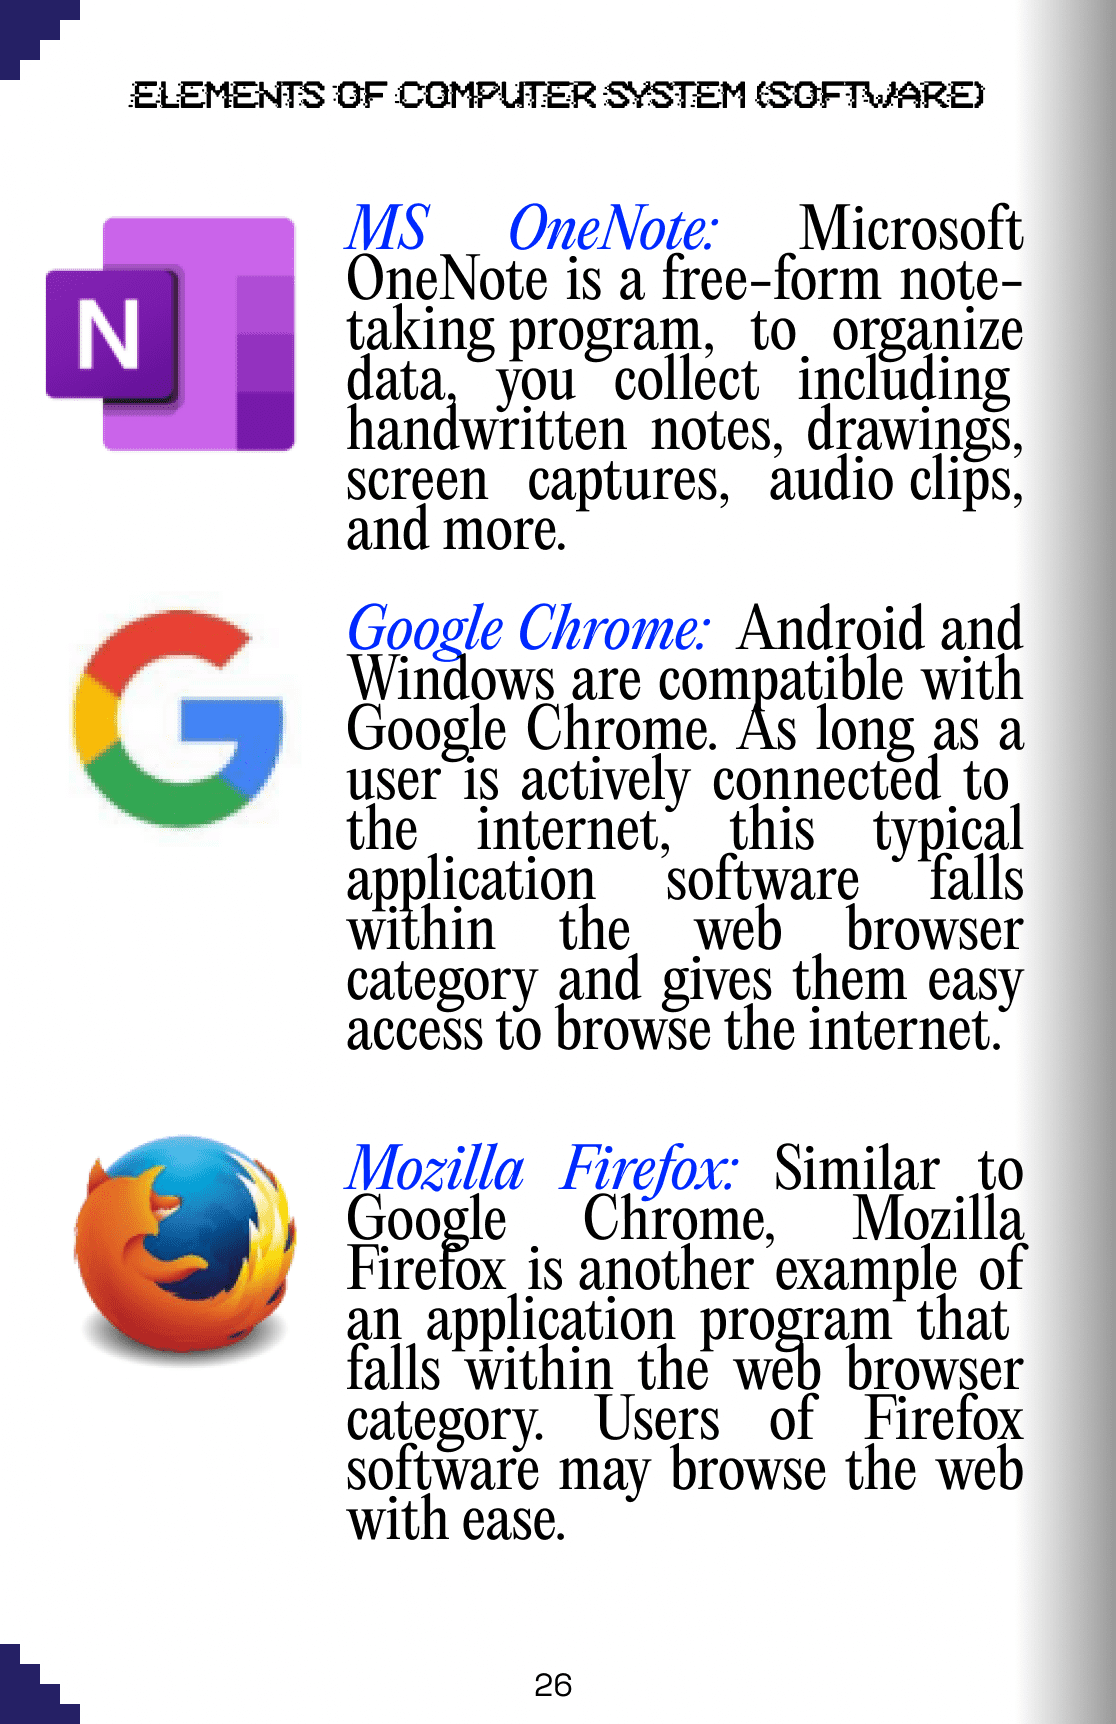 ELEMENTS OF COMPUTER SYSTEM (SOFTWARE)
N
MS OneNote: Microsoft
OneNote is a free-form note-
taking program, to organize
data, you collect including
handwritten notes, drawings,
screen captures, audio clips,
and more.
Google Chrome: Android and
Windows are compatible with
Google Chrome. As long as a
user is actively connected to
the internet, this typical
application software falls
within the web browser
category and gives them easy
access to browse the internet.
Mozilla Firefox: Similar to
Google Chrome, Mozilla
Firefox is another example of
an application program that
falls within the web browser
category. Users of Firefox
software may browse the web
with ease.
26